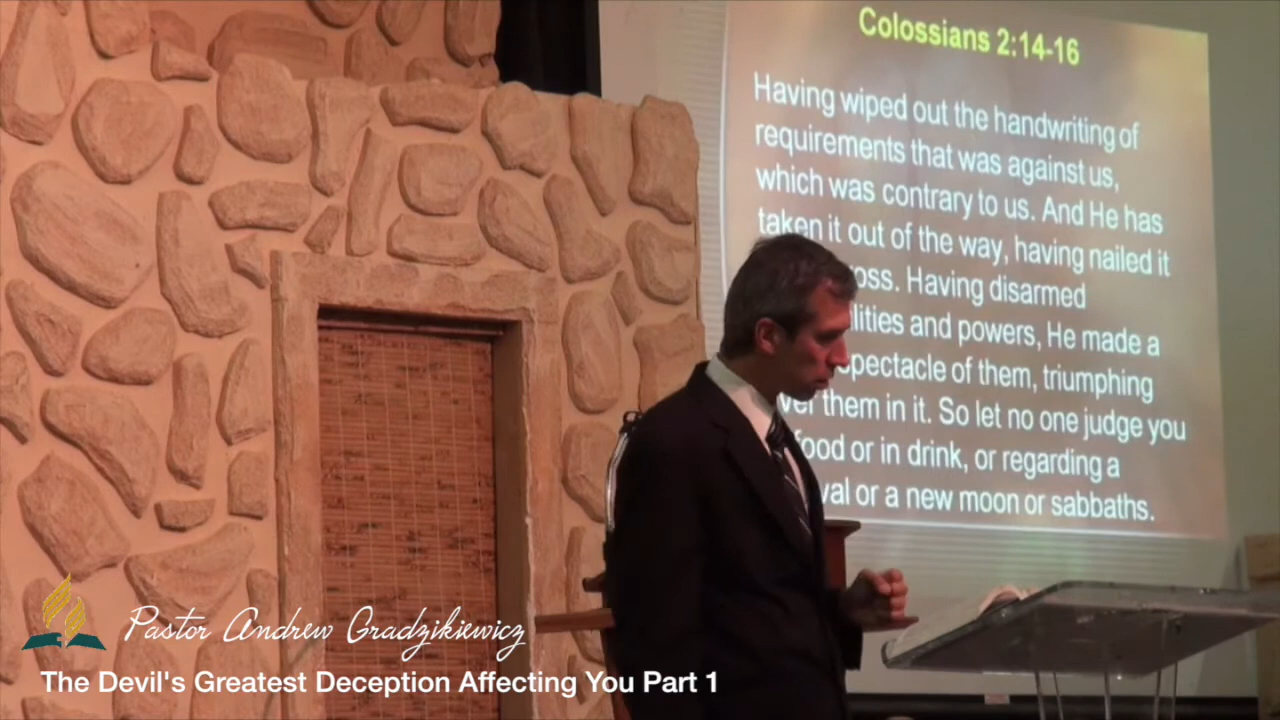 Colossians 2:14-16
Having wiped out the handwriting of
requirements that was against us,
which was contrary to us. And He has
taken it out of the way, having nailed it
ross. Having disarmed
lities and powers, He made a
spectacle of them, triumphing
ver them in it. So let no one judge you
food or in drink, or regarding a
val or a new moon or sabbaths.
Pastor Andrew Gradzikiewicz
The Devil's Greatest Deception Affecting You Part 1